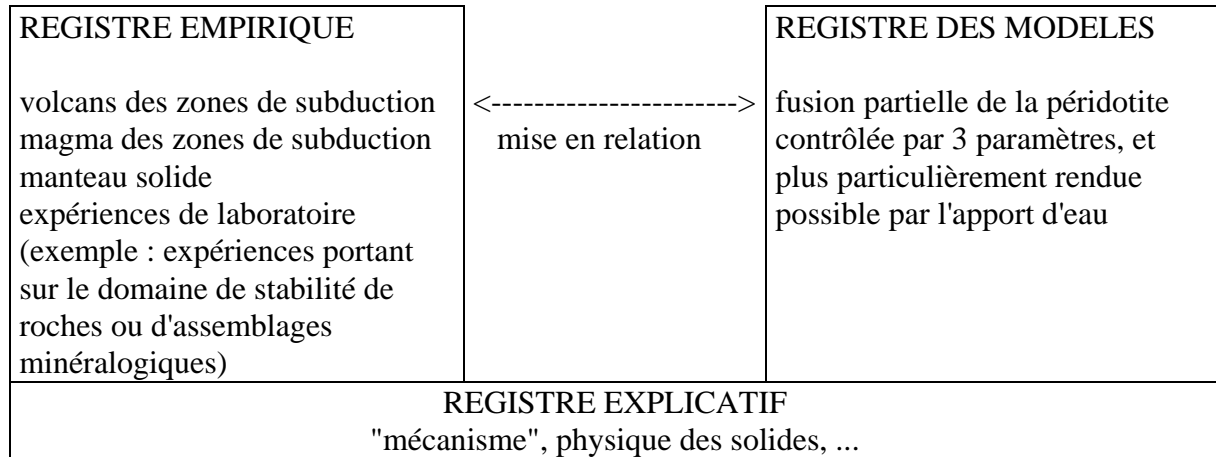 REGISTRE EMPIRIQUE
volcans des zones de subduction
magma des zones de subduction
manteau solide
expériences de laboratoire
(exemple : expériences portant
sur le domaine de stabilité de
roches ou d'assemblages
minéralogiques)
<----------------------->
mise en relation
REGISTRE DES MODELES
fusion partielle de la péridotite
contrôlée par 3 paramètres, et
plus particulièrement rendue
possible par l'apport d'eau
REGISTRE EXPLICATIF
"mécanisme", physique des solides, ...